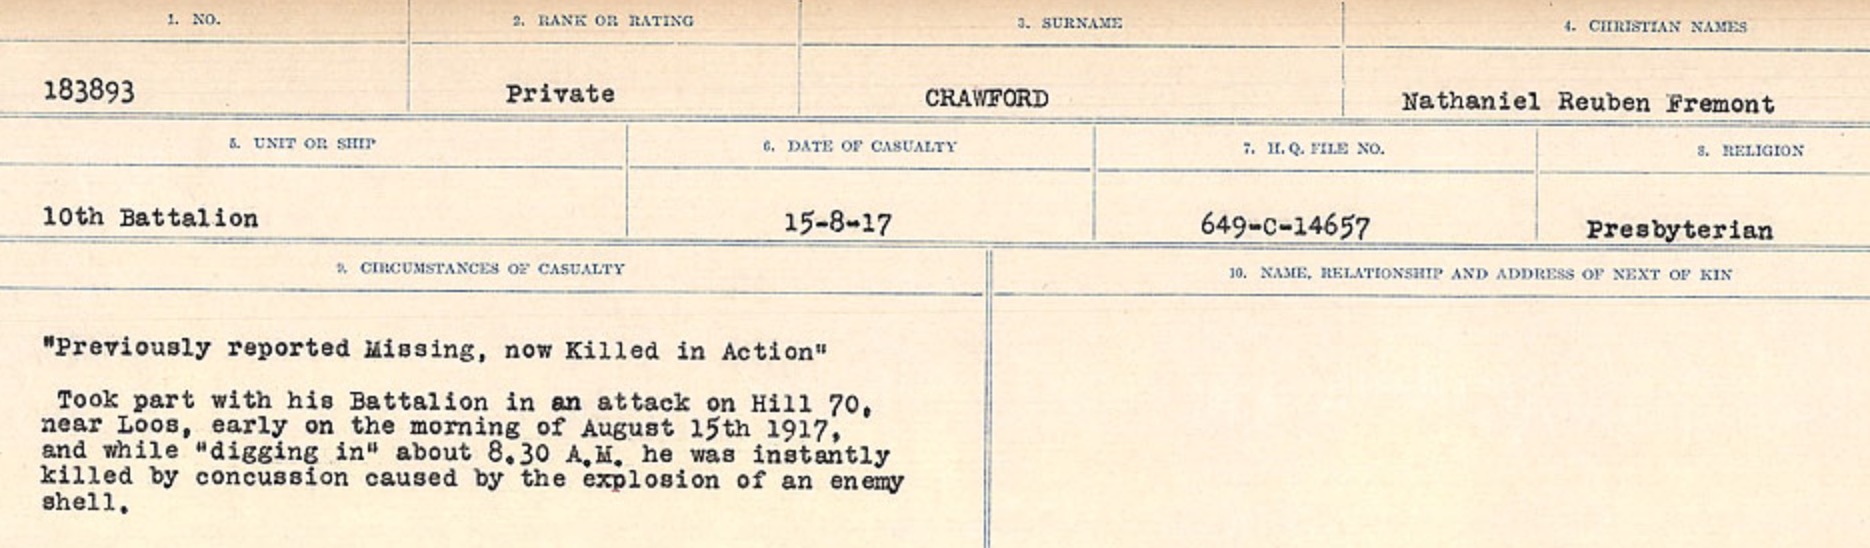 1. NO.
2. RANK OR RATING
3. SURNAME
4. CHRISTIAN NAMES
183893
Private
CRAWFORD
Nathaniel Reuben Fremont
5. UNIT OR SHIP
6. DATE OF CASUALTY
7. H.Q. FILE NO.
8. RELIGION
10th Battalion
15-8-17
649-C-14657
Presbyterian
9. CIRCUMSTANCES OF CASUALTY
10. NAME, RELATIONSHIP AND ADDRESS OF NEXT OF KIN
"Previously reported Missing, now Killed in Action"
Took part with his Battalion in an attack on Hill 70,
near Loos, early on the morning of August 15th 1917,
and while "digging in" about 8.30 A.M. he was instantly
killed by concussion caused by the explosion of an enemy
shell.